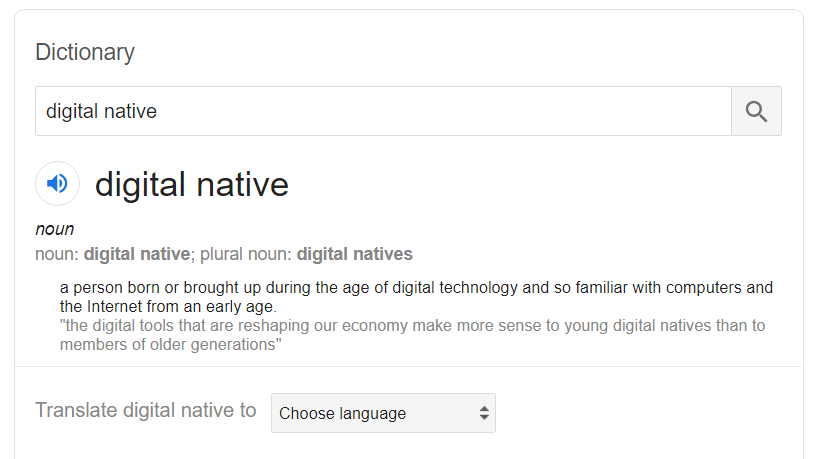 Dictionary
digital native
digital native
noun
noun: digital native; plural noun: digital natives
a person born or brought up during the age of digital technology and so familiar with computers and
the Internet from an early age.
"the digital tools that are reshaping our economy make more sense to young digital natives than to
members of older generations"
Translate digital native to Choose language